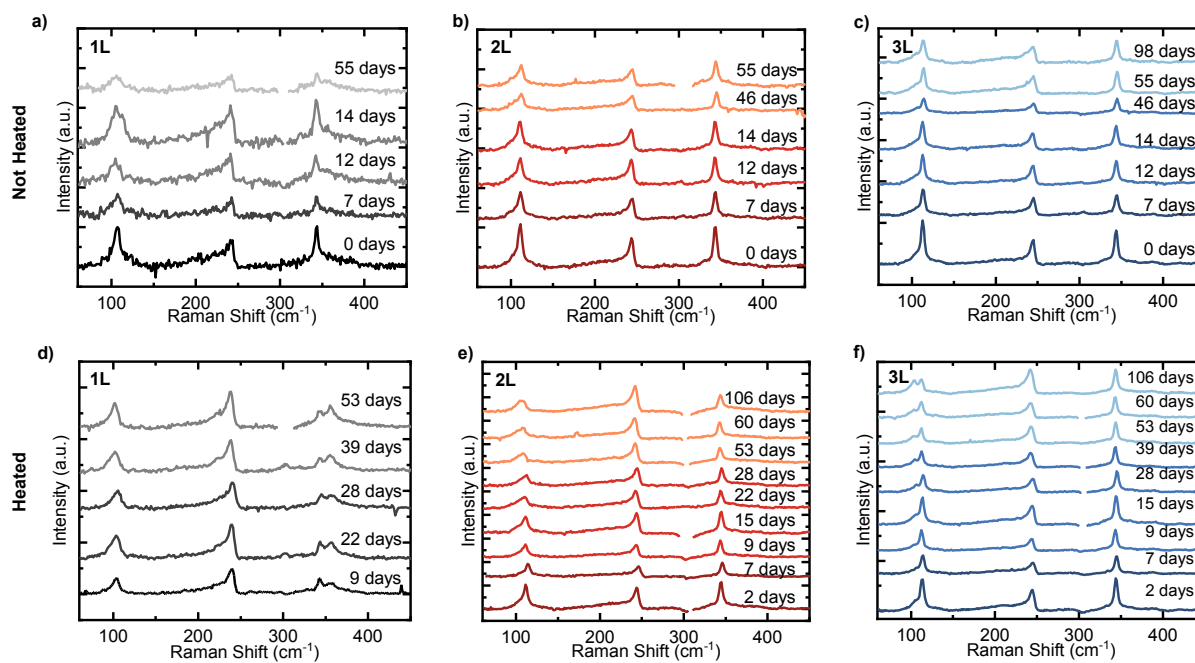 Not Heated
a)
1L
55 days
14 days
12 days
7 days
0 days
Intensity (a.u.)
100 200 300 400
Raman Shift (cm⁻¹)
b)
2L
55 days
46 days
14 days
12 days
7 days
0 days
Intensity (a.u.)
100 200 300 400
Raman Shift (cm⁻¹)
c)
3L
98 days
55 days
46 days
14 days
12 days
7 days
0 days
Intensity (a.u.)
100 200 300 400
Raman Shift (cm⁻¹)
Heated
d)
1L
53 days
39 days
28 days
22 days
9 days
Intensity (a.u.)
100 200 300 400
Raman Shift (cm⁻¹)
e)
2L
106 days
60 days
53 days
28 days
22 days
15 days
9 days
7 days
2 days
Intensity (a.u.)
100 200 300 400
Raman Shift (cm⁻¹)
f)
3L
106 days
60 days
53 days
39 days
28 days
15 days
9 days
7 days
2 days
Intensity (a.u.)
100 200 300 400
Raman Shift (cm⁻¹)